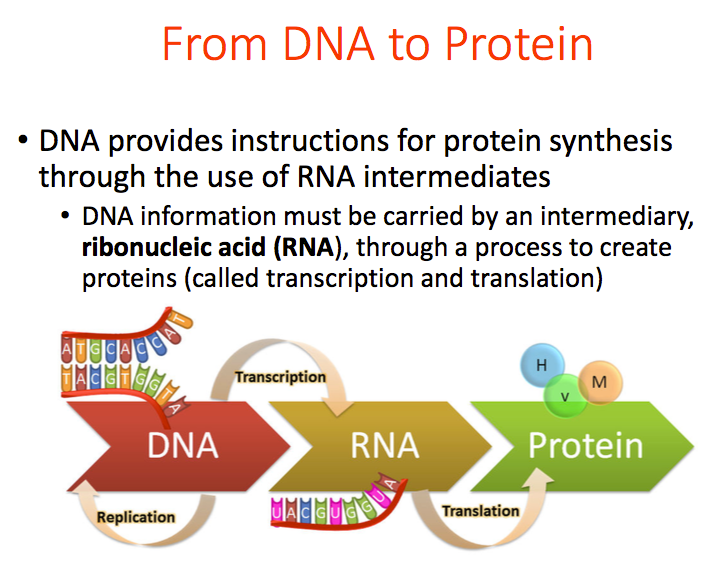 From DNA to Protein
• DNA provides instructions for protein synthesis
through the use of RNA intermediates
• DNA information must be carried by an intermediary,
ribonucleic acid (RNA), through a process to create
proteins (called transcription and translation)
ATGCACCAT
TACGTGGTA
Transcription
H
V
M
DNA
RNA
Protein
Replication
UACGUGGUA
Translation